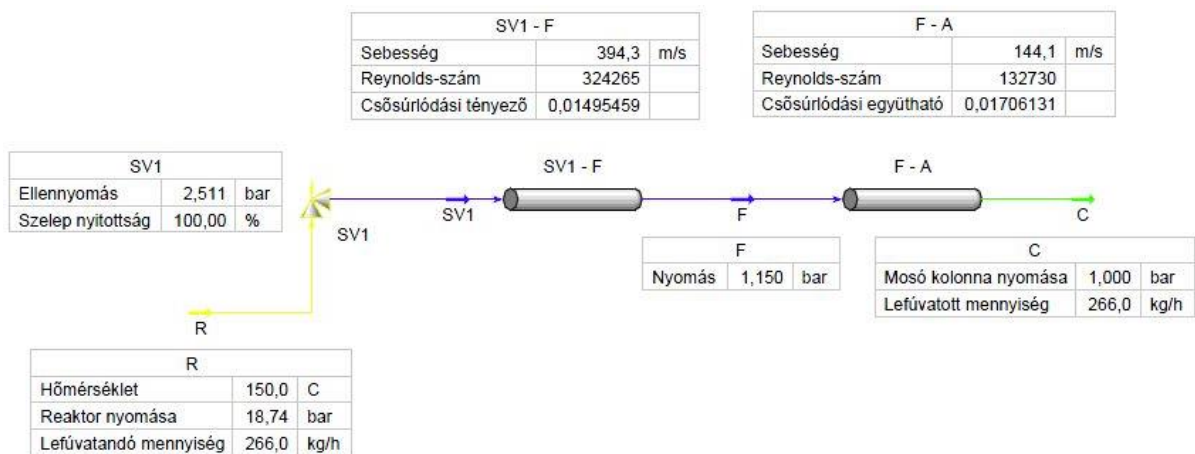 SV1 - F
Sebesség 394,3 m/s
Reynolds-szám 324265
Csősúrlódási tényező 0,01495459
F - A
Sebesség 144,1 m/s
Reynolds-szám 132730
Csősúrlódási együtható 0,01706131
SV1
Ellennyomás 2,511 bar
Szelep nyitottság 100,00 %
SV1
SV1
SV1 - F
F
F - A
C
F
Nyomás 1,150 bar
C
Mosó kolonna nyomása 1,000 bar
Lefúvatott mennyiség 266,0 kg/h
R
R
Hőmérséklet 150,0 C
Reaktor nyomása 18,74 bar
Lefúvatandó mennyiség 266,0 kg/h